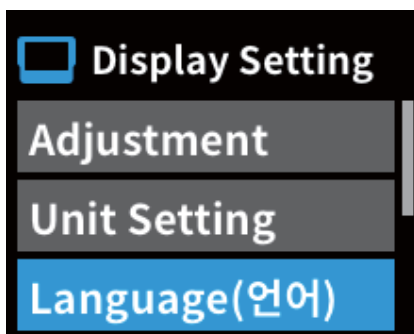 Display Setting
Adjustment
Unit Setting
Language(언어)